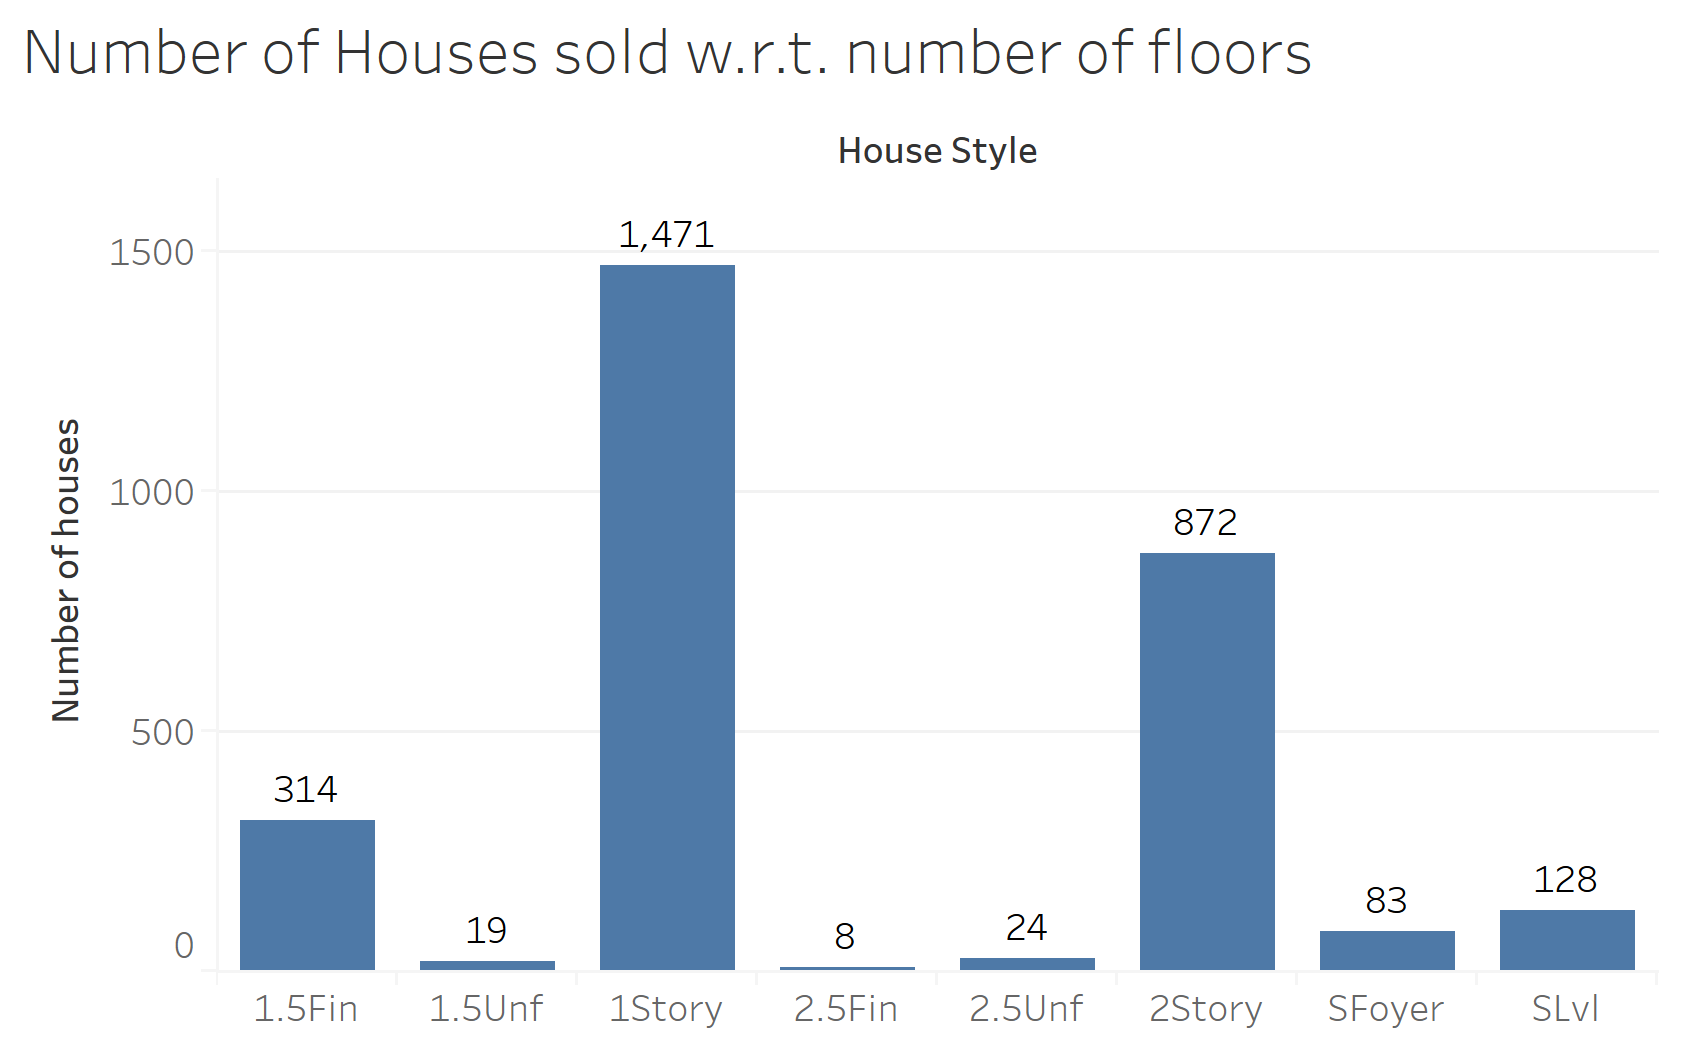 Number of Houses sold w.r.t. number of floors
House Style
Number of houses
1500
1000
500
0
314
19
1,471
8
24
872
83
128
1.5Fin
1.5Unf
1Story
2.5Fin
2.5Unf
2Story
SFoyer
SLvl